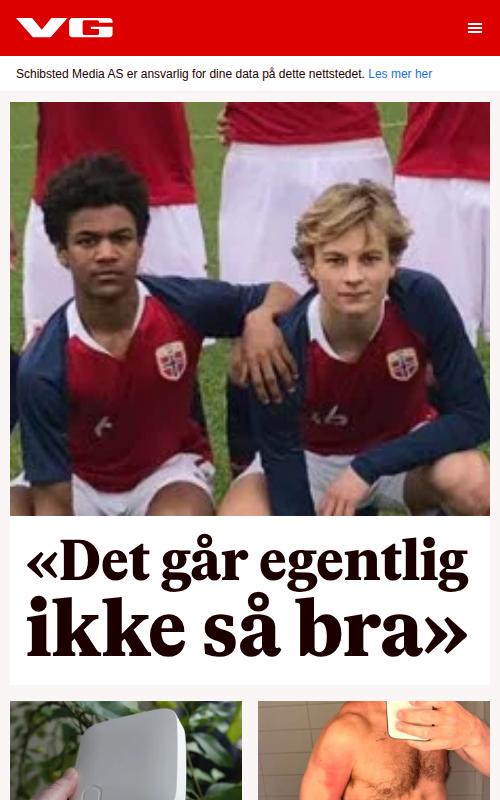 VG
Schibsted Media AS er ansvarlig for dine data på dette nettstedet. Les mer her
«Det går egentlig
ikke så bra»